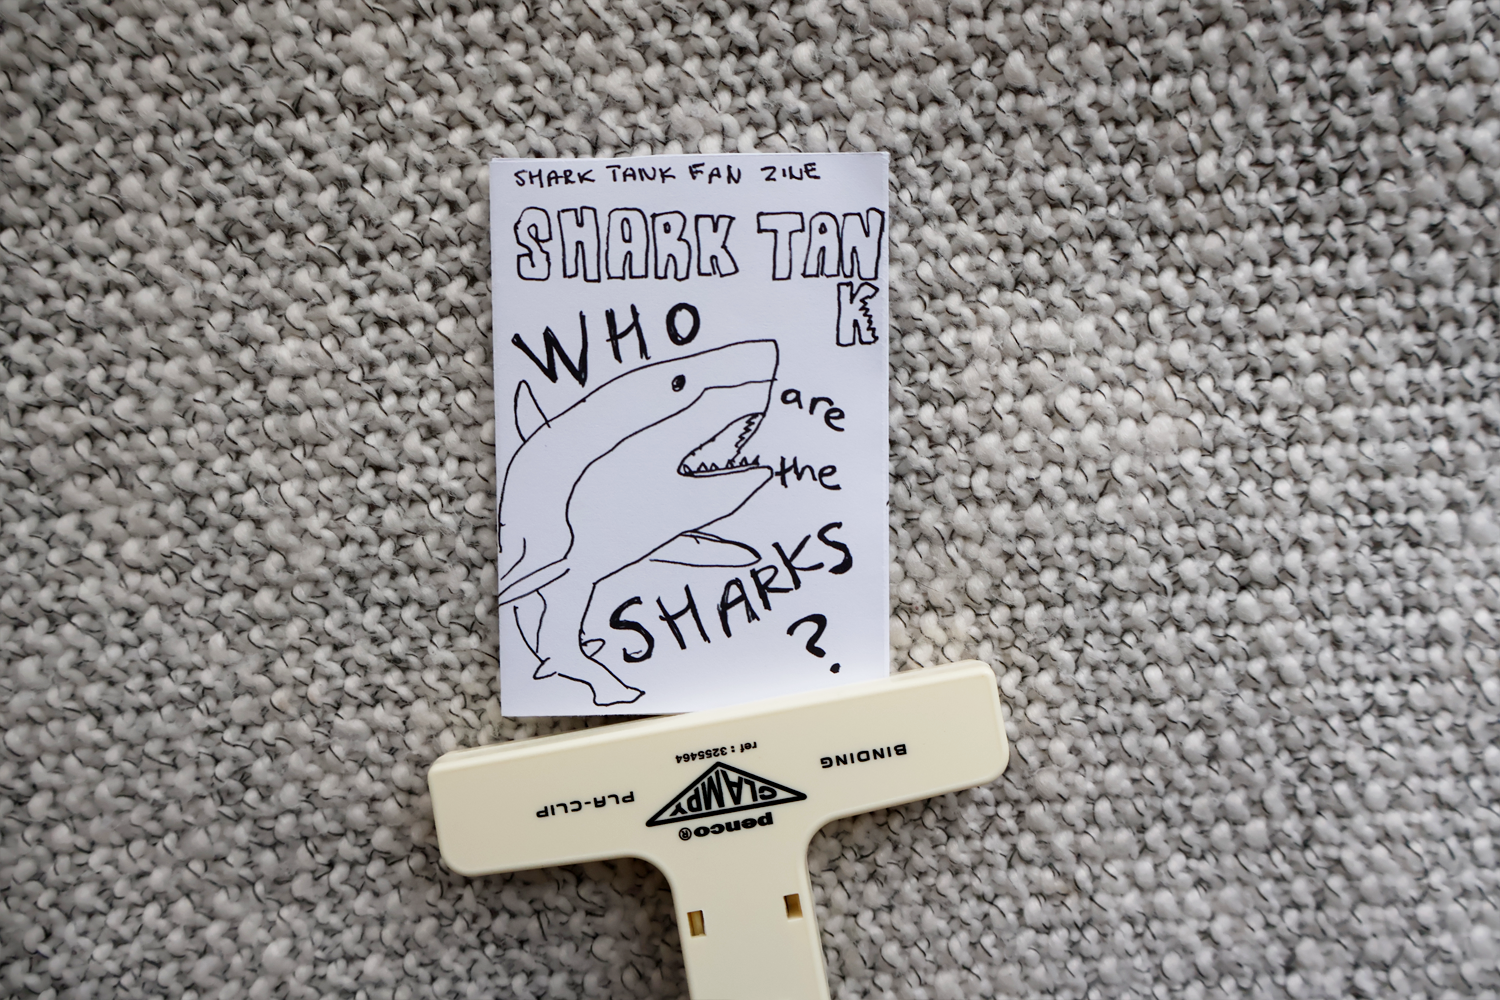 SHARK TANK FAN ZINE
SHARK TAN
K
WHO
are
the
SHARKS
?
BINDING
ref : 3255464
PLA-CLIP
CLAMPY
penco®